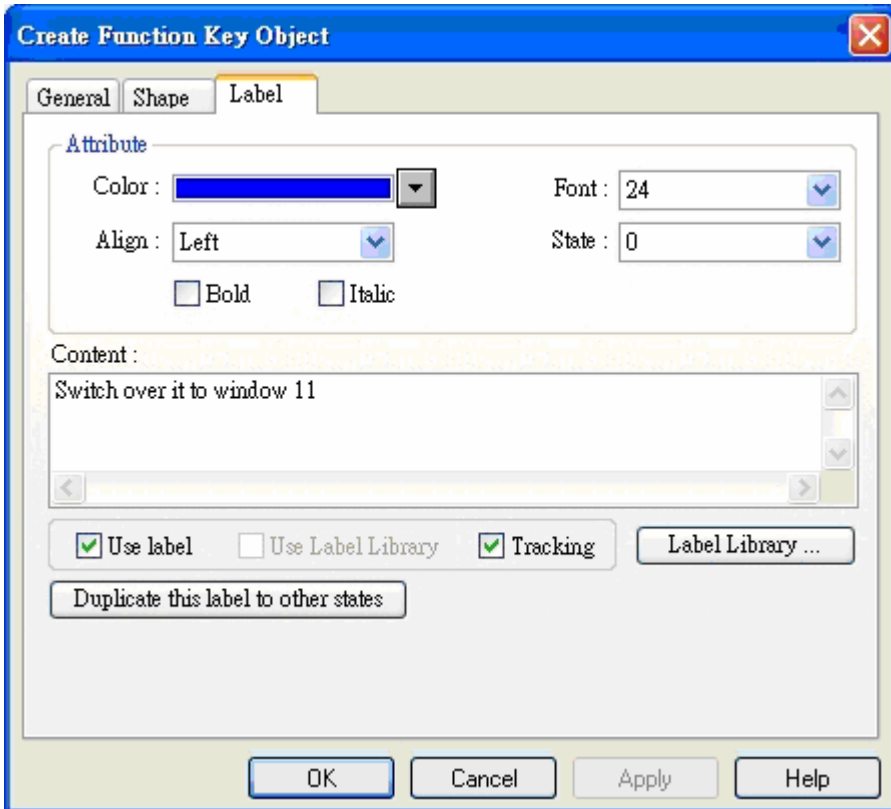 Create Function Key Object
General Shape Label
Attribute
Color : Font : 24
Align : Left State : 0
Bold Italic
Content :
Switch over it to window 11
Use label Use Label Library Tracking Label Library ...
Duplicate this label to other states
OK Cancel Apply Help